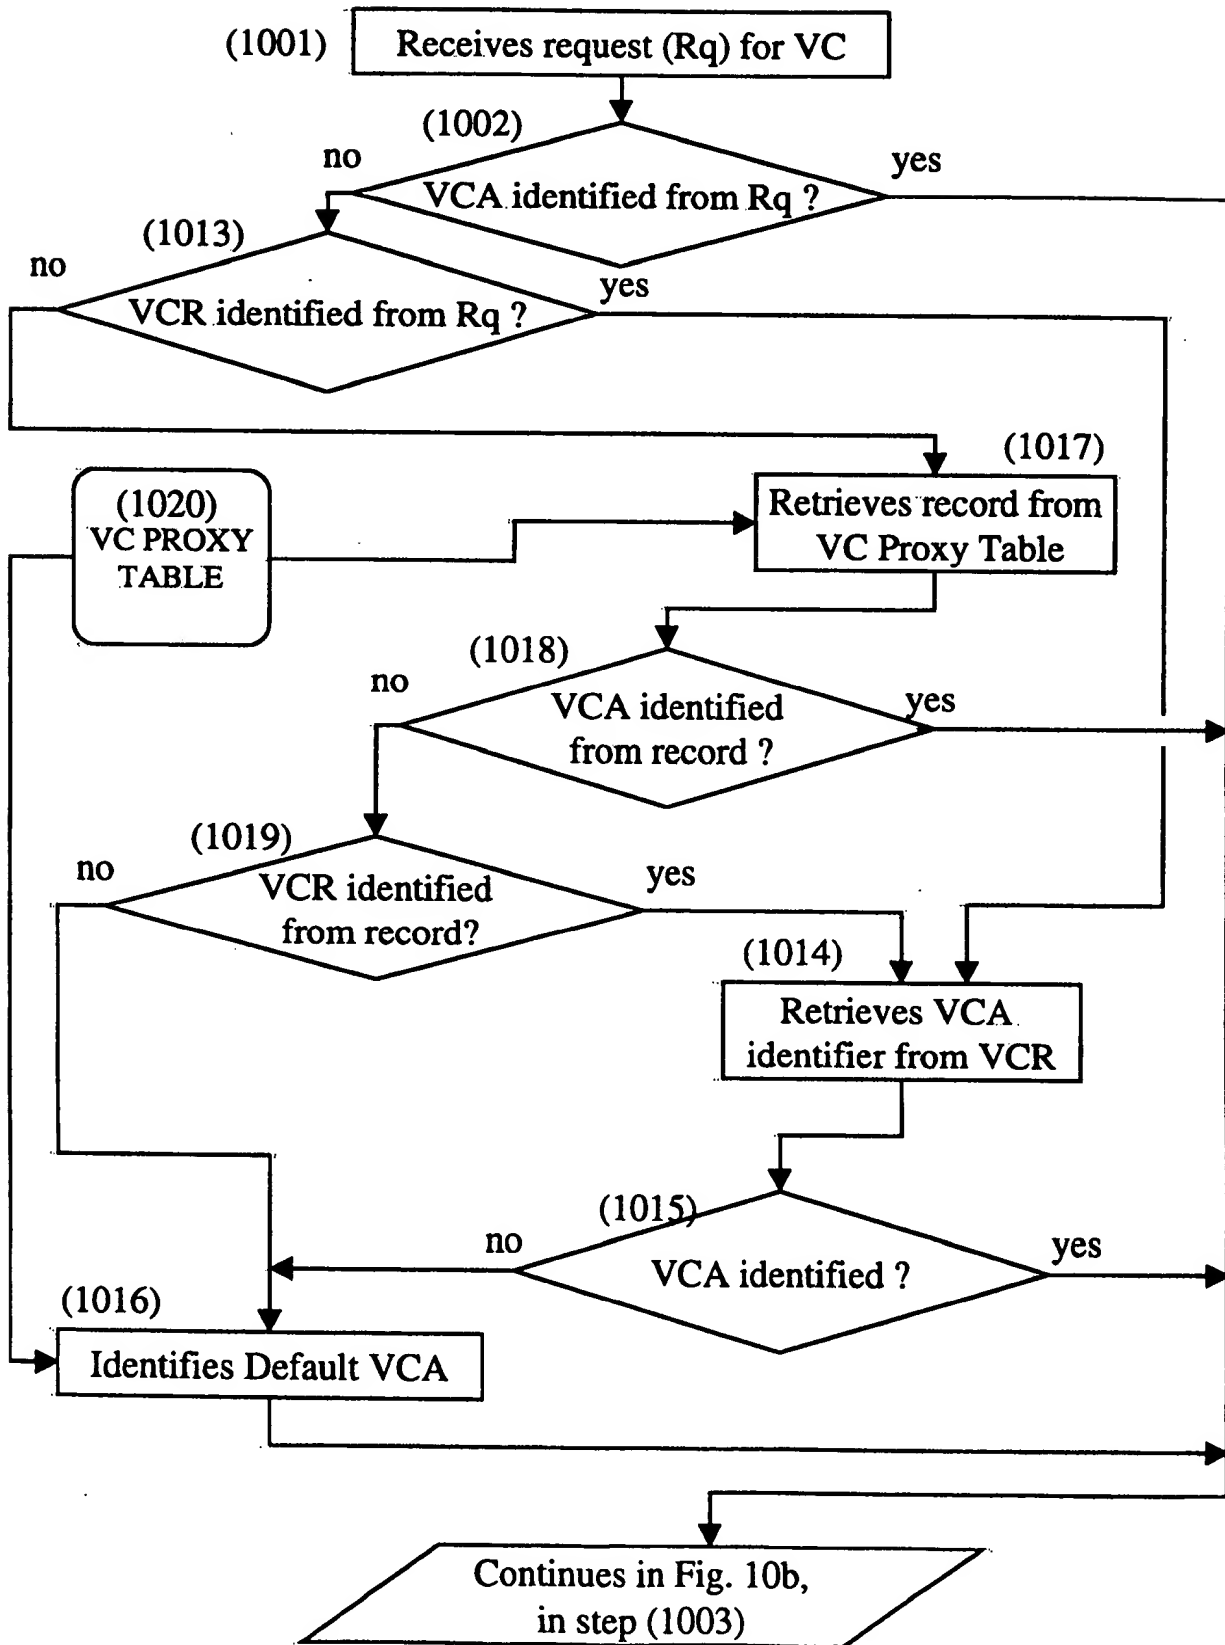 (1001)
Receives request (Rq) for VC
(1002)
no
yes
VCA identified from Rq ?
(1013)
no
yes
VCR identified from Rq ?
(1017)
Retrieves record from
VC Proxy Table
(1020)
VC PROXY
TABLE
(1018)
no
yes
VCA identified
from record ?
(1019)
no
yes
VCR identified
from record?
(1014)
Retrieves VCA
identifier from VCR
(1015)
no
yes
VCA identified ?
(1016)
Identifies Default VCA
Continues in Fig. 10b,
in step (1003)